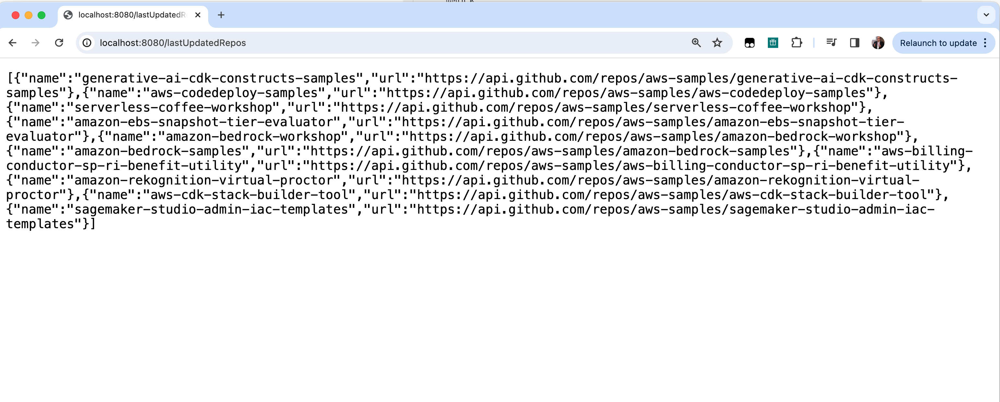 localhost:8080/lastUpdatedR
localhost:8080/lastUpdatedRepos
Relaunch to update
[{"name":"generative-ai-cdk-constructs-samples","url":"https://api.github.com/repos/aws-samples/generative-ai-cdk-constructs-
samples"},{"name":"aws-codedeploy-samples","url":"https://api.github.com/repos/aws-samples/aws-codedeploy-samples"},
{"name":"serverless-coffee-workshop","url":"https://api.github.com/repos/aws-samples/serverless-coffee-workshop"},
{"name":"amazon-ebs-snapshot-tier-evaluator","url":"https://api.github.com/repos/aws-samples/amazon-ebs-snapshot-tier-
evaluator"},{"name":"amazon-bedrock-workshop","url":"https://api.github.com/repos/aws-samples/amazon-bedrock-workshop"},
{"name":"amazon-bedrock-samples","url":"https://api.github.com/repos/aws-samples/amazon-bedrock-samples"},{"name":"aws-billing-
conductor-sp-ri-benefit-utility","url":"https://api.github.com/repos/aws-samples/aws-billing-conductor-sp-ri-benefit-utility"},
{"name":"amazon-rekognition-virtual-proctor","url":"https://api.github.com/repos/aws-samples/amazon-rekognition-virtual-
proctor"},{"name":"aws-cdk-stack-builder-tool","url":"https://api.github.com/repos/aws-samples/aws-cdk-stack-builder-tool"},
{"name":"sagemaker-studio-admin-iac-templates","url":"https://api.github.com/repos/aws-samples/sagemaker-studio-admin-iac-
templates"}]